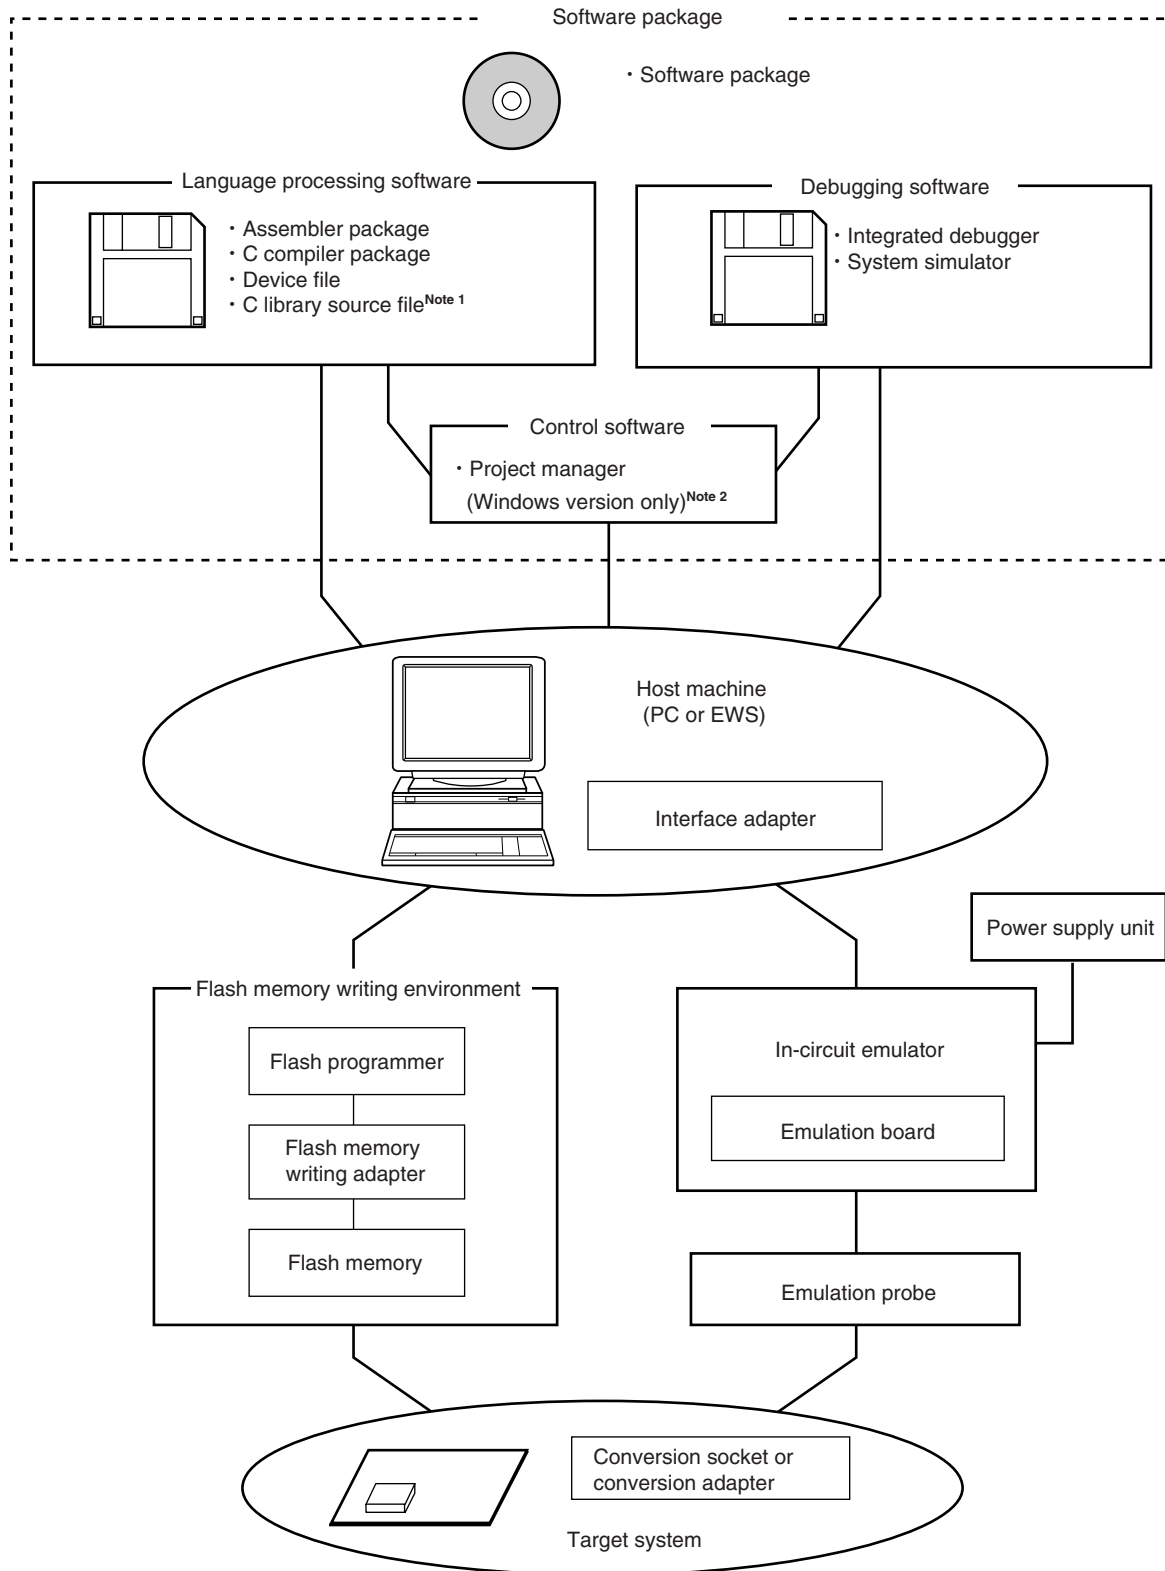 Software package
・ Software package
Language processing software
・ Assembler package
・ C compiler package
・ Device file
・ C library source fileNote 1
Debugging software
・ Integrated debugger
・ System simulator
Control software
・ Project manager
(Windows version only)Note 2
Host machine
(PC or EWS)
Interface adapter
Power supply unit
Flash memory writing environment
Flash programmer
Flash memory
writing adapter
Flash memory
In-circuit emulator
Emulation board
Emulation probe
Conversion socket or
conversion adapter
Target system